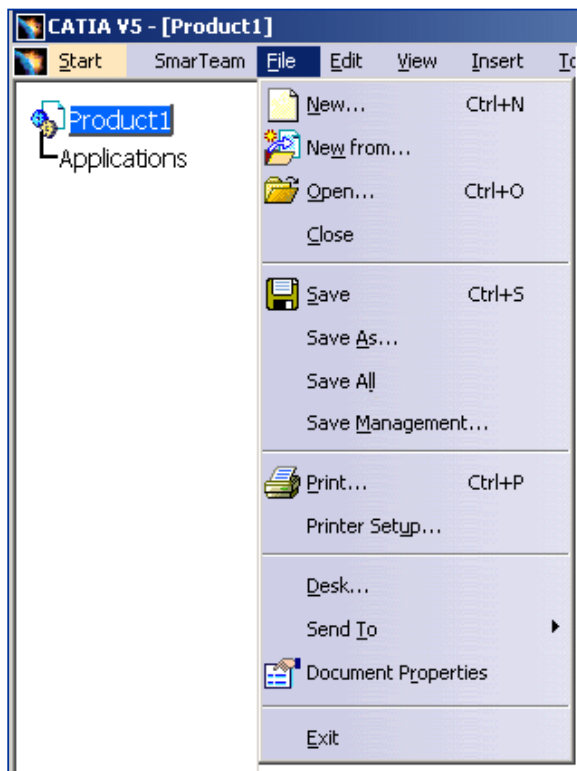 CATIA V5 - [Product1]
Start SmarTeam File Edit View Insert
Product1
Applications
New... Ctrl+N
New from...
Open... Ctrl+O
Close
Save Ctrl+S
Save As...
Save All
Save Management...
Print... Ctrl+P
Printer Setup...
Desk...
Send To
Document Properties
Exit